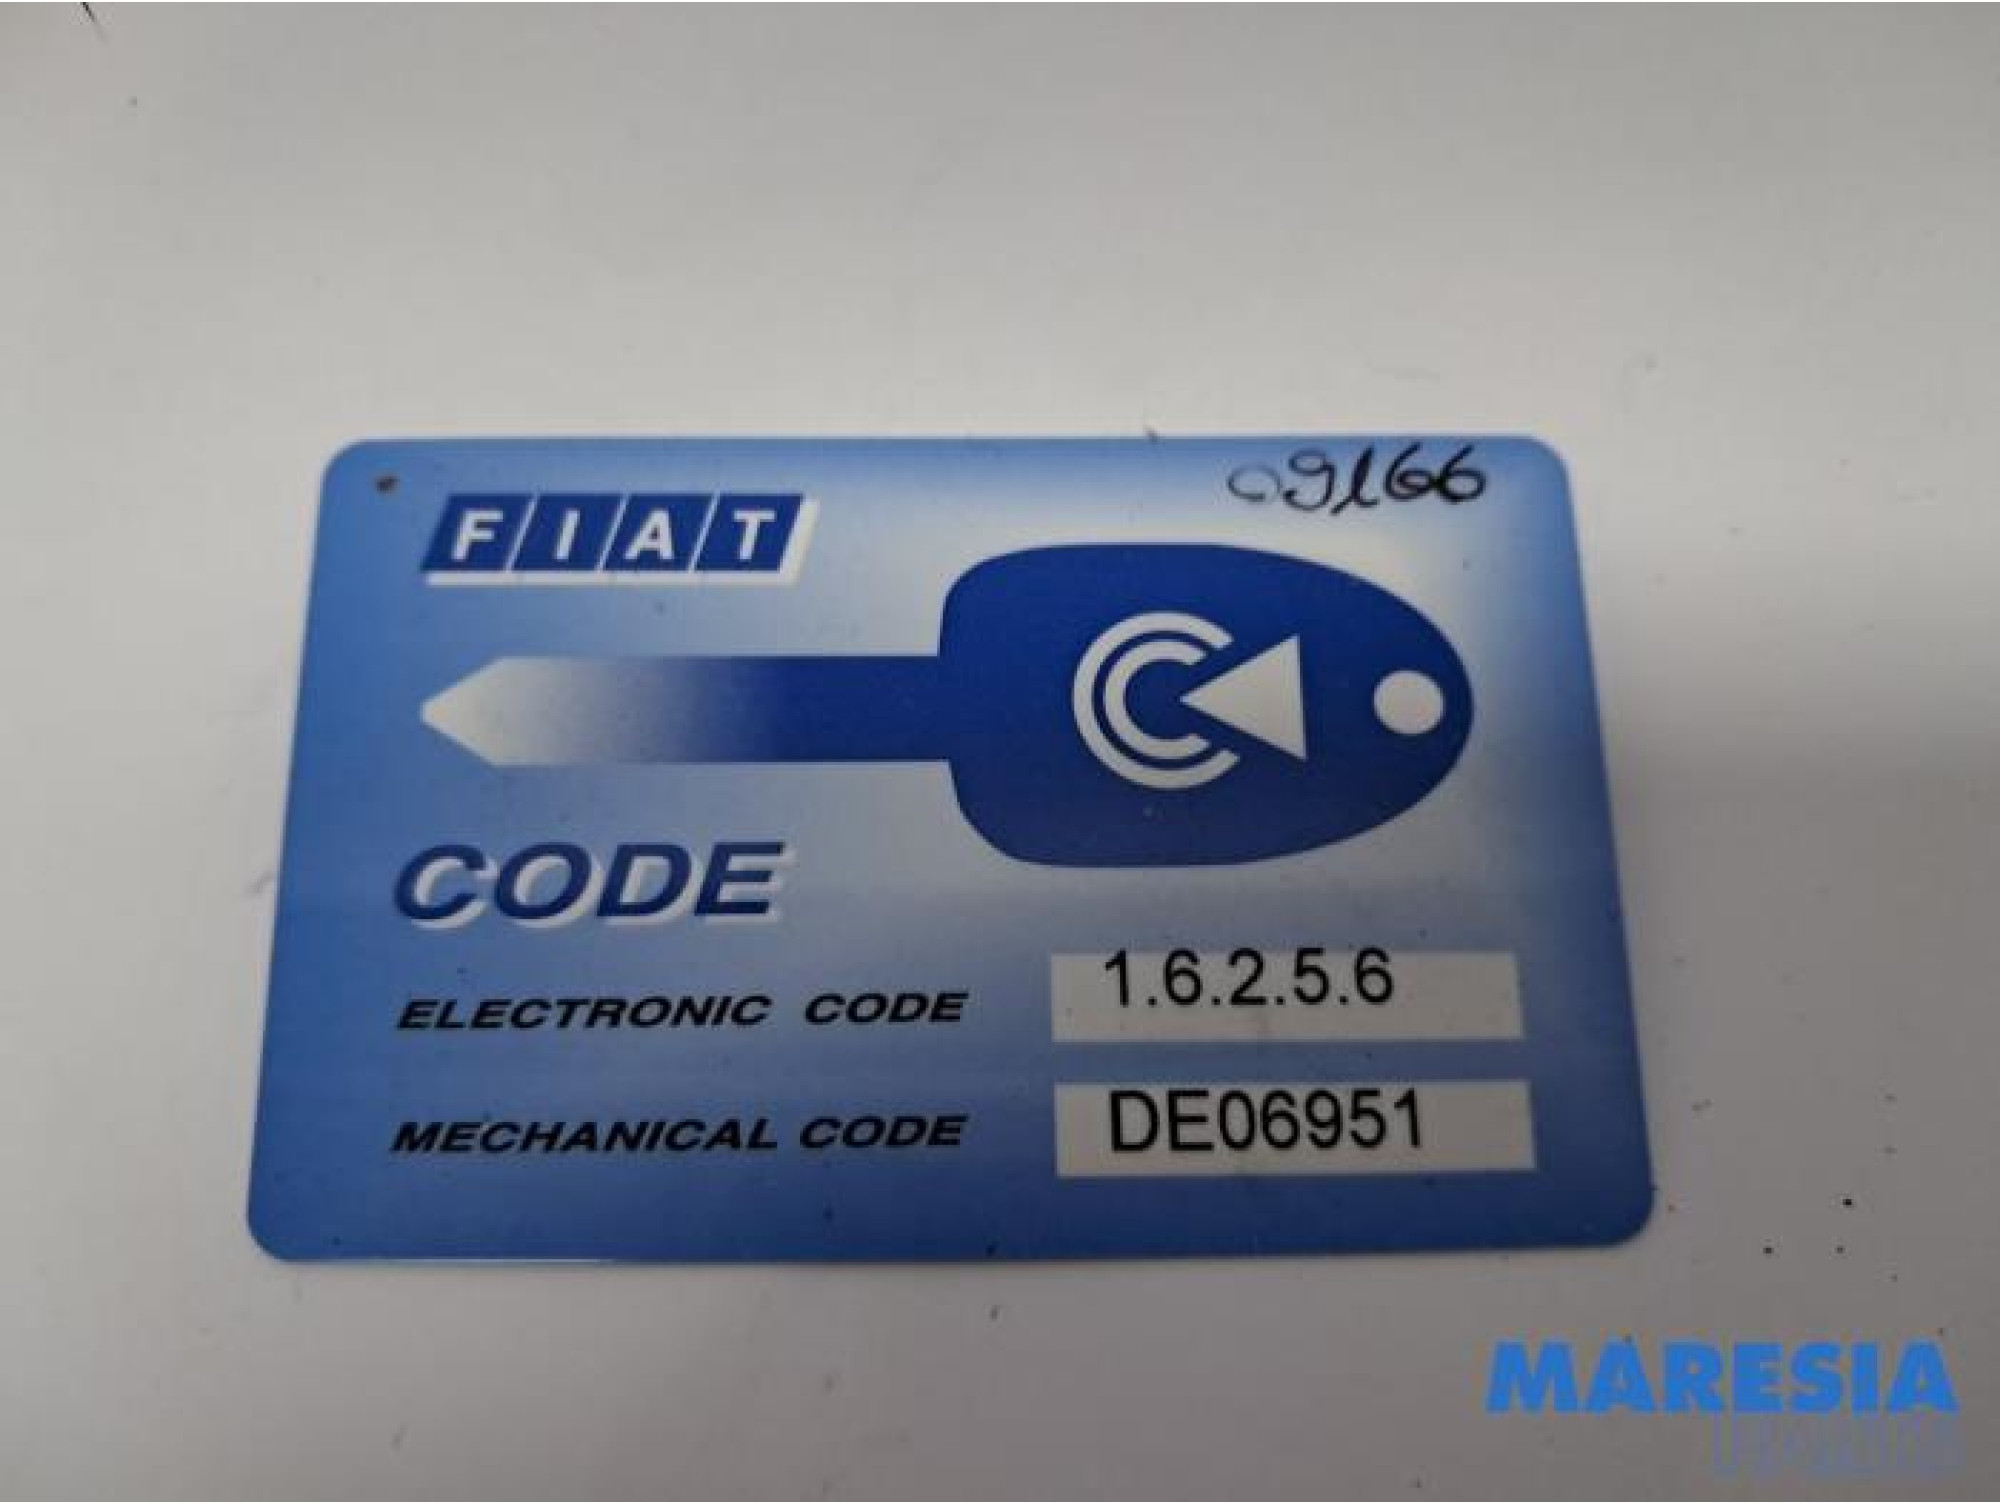 09166
FIAT
CODE
ELECTRONIC CODE 1.6.2.5.6
MECHANICAL CODE DE06951
MARESIA